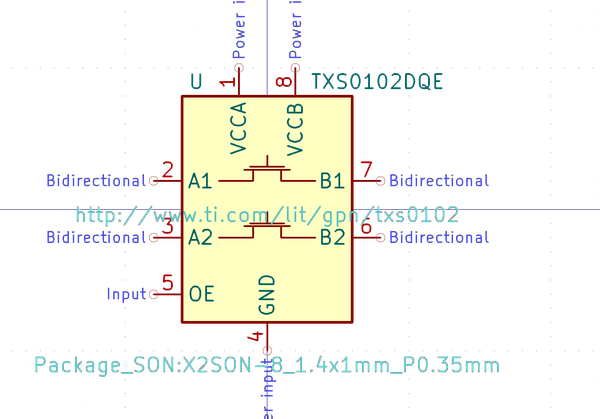 Power i
Power i
1
8
U
TXS0102DQE
VCCA
VCCB
2
7
Bidirectional
A1
B1
Bidirectional
http://www.ti.com/lit/gpn/txs0102
3
6
Bidirectional
A2
B2
Bidirectional
5
Input
OE
GND
4
Package_SON:X2SON-8_1.4x1mm_P0.35mm
er input